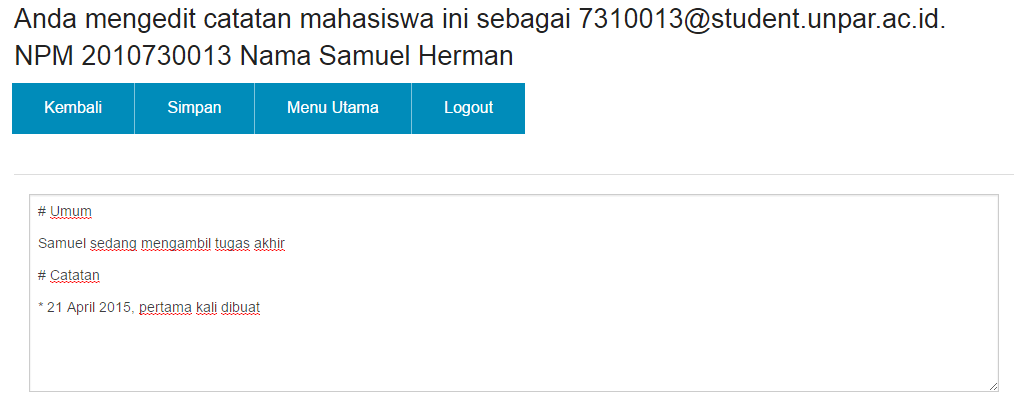 Anda mengedit catatan mahasiswa ini sebagai 7310013@student.unpar.ac.id.
NPM 2010730013 Nama Samuel Herman
Kembali Simpan Menu Utama Logout
# Umum
Samuel sedang mengambil tugas akhir
# Catatan
* 21 April 2015, pertama kali dibuat